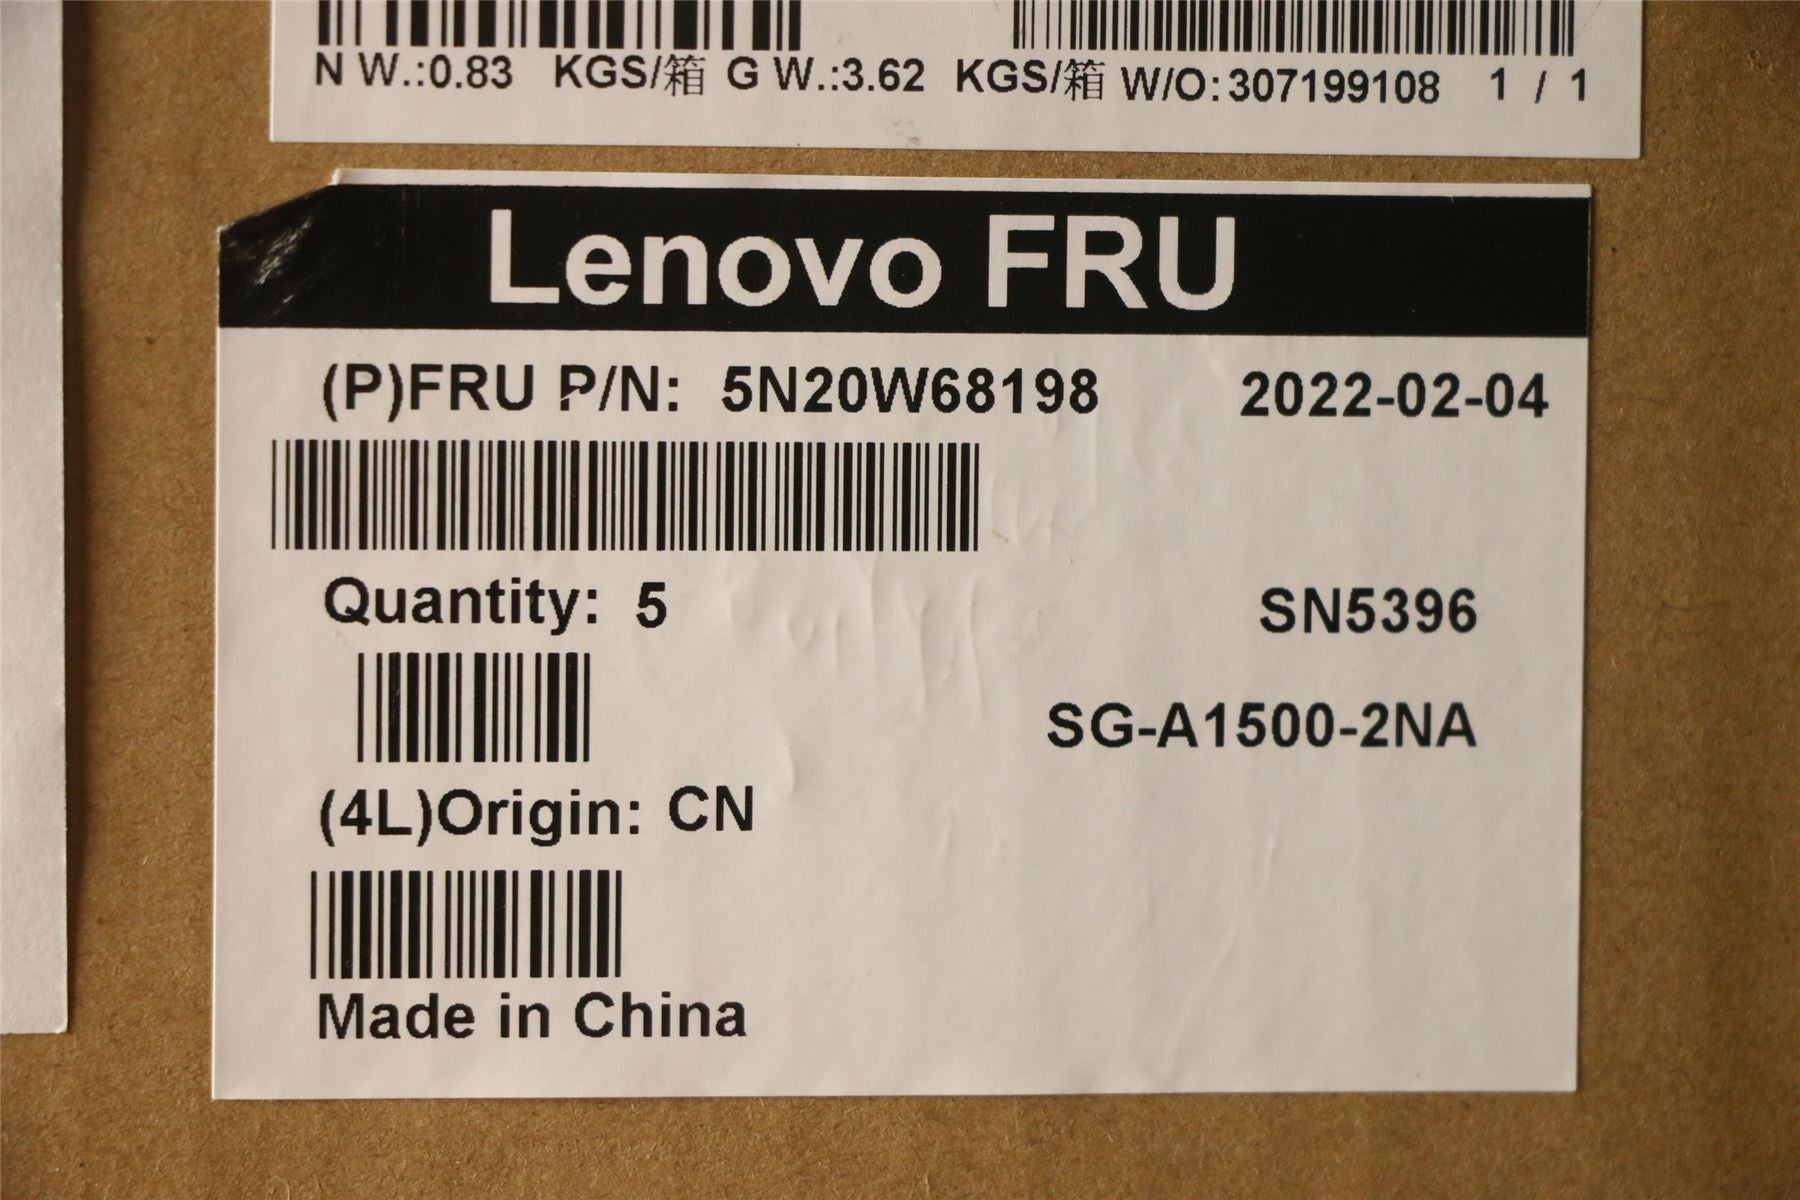 N W.:0.83 KGS/箱 G W.:3.62 KGS/箱 W/O:307199108 1 / 1
Lenovo FRU
(P)FRU P/N: 5N20W68198 2022-02-04
Quantity: 5 SN5396
SG-A1500-2NA
(4L)Origin: CN
Made in China